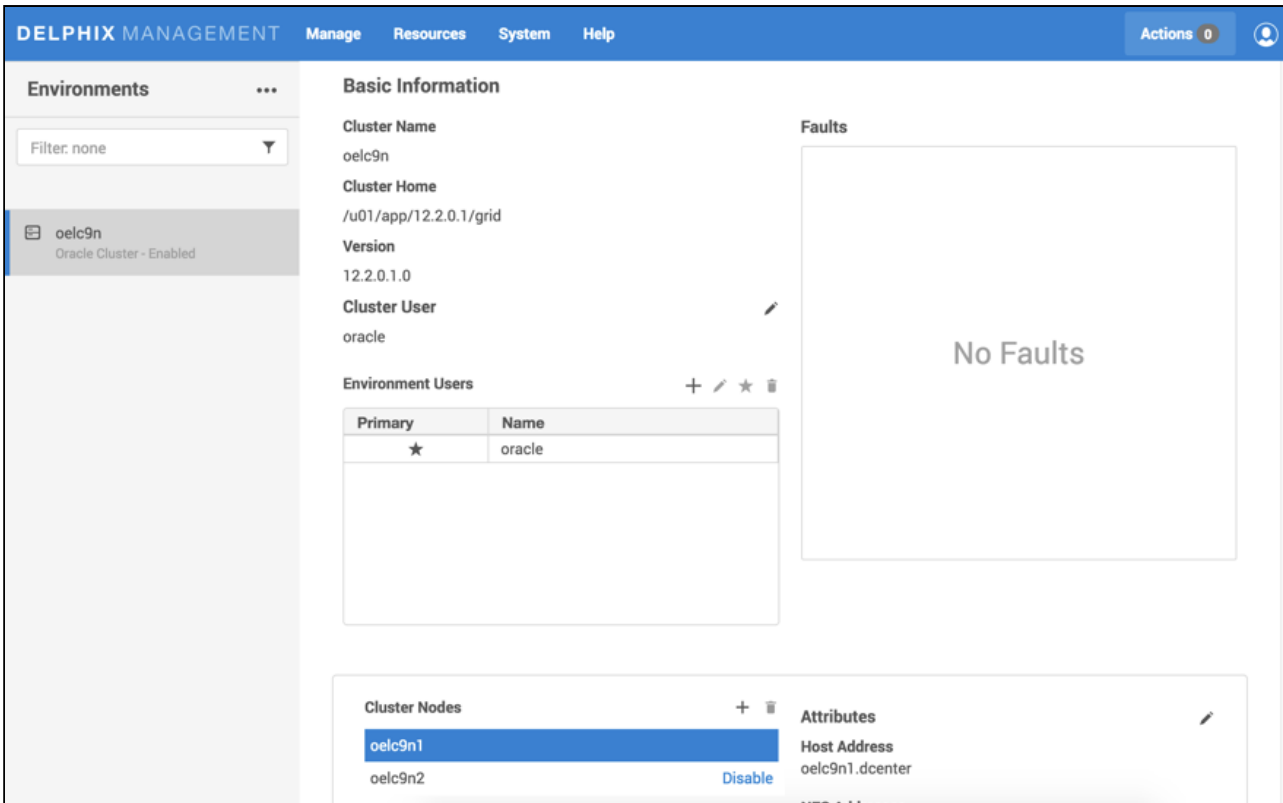 DELPHIX MANAGEMENT Manage Resources System Help Actions 0
Environments
Filter: none
oelc9n
Oracle Cluster - Enabled
Basic Information
Cluster Name
oelc9n
Cluster Home
/u01/app/12.2.0.1/grid
Version
12.2.0.1.0
Cluster User
oracle
Environment Users
Primary Name
oracle
Faults
No Faults
Cluster Nodes
oelc9n1
oelc9n2 Disable
Attributes
Host Address
oelc9n1.dcenter